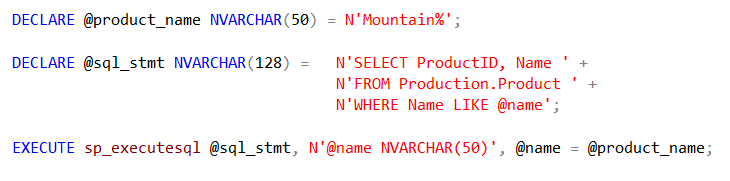 DECLARE @product_name NVARCHAR(50) = N'Mountain%';
DECLARE @sql_stmt NVARCHAR(128) = N'SELECT ProductID, Name ' +
N'FROM Production.Product ' +
N'WHERE Name LIKE @name';
EXECUTE sp_executesql @sql_stmt, N'@name NVARCHAR(50)', @name = @product_name;